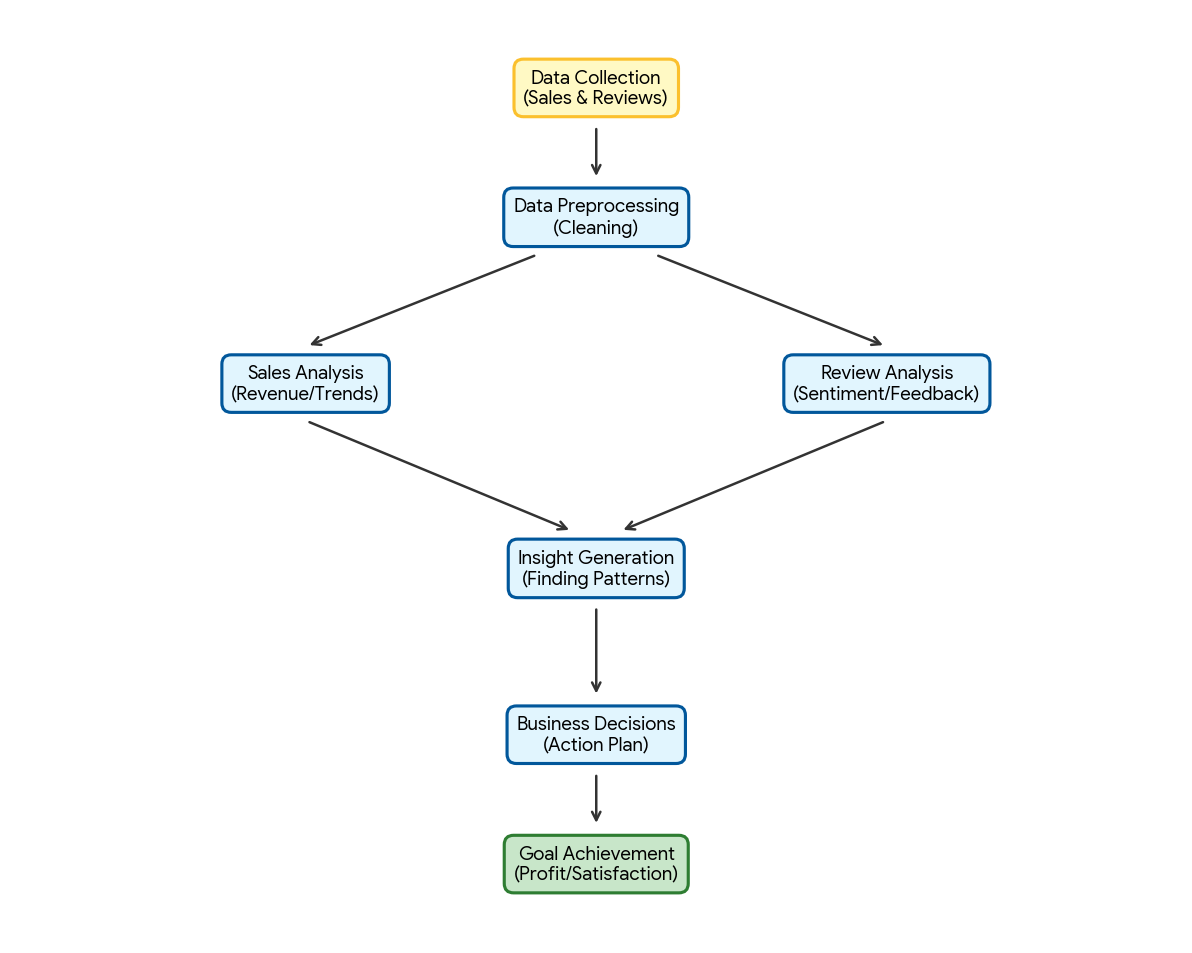 Data Collection
(Sales & Reviews)
Data Preprocessing
(Cleaning)
Sales Analysis
(Revenue/Trends)
Review Analysis
(Sentiment/Feedback)
Insight Generation
(Finding Patterns)
Business Decisions
(Action Plan)
Goal Achievement
(Profit/Satisfaction)